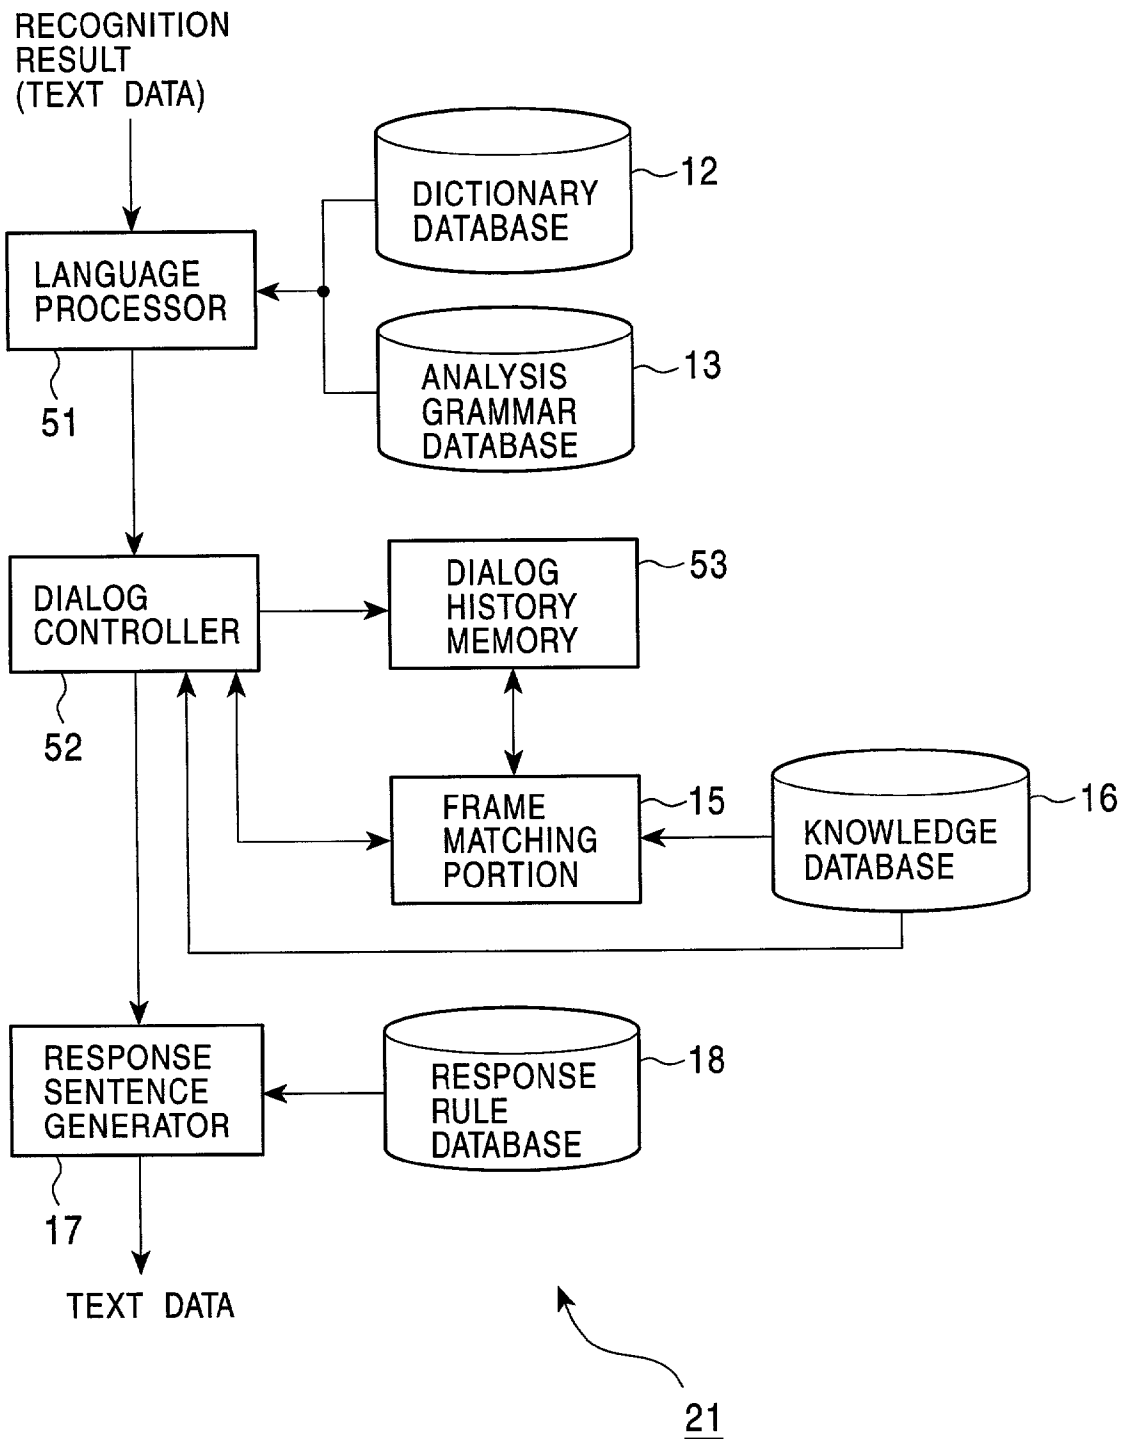 RECOGNITION
RESULT
(TEXT DATA)
DICTIONARY
DATABASE
12
LANGUAGE
PROCESSOR
51
ANALYSIS
GRAMMAR
DATABASE
13
DIALOG
CONTROLLER
52
DIALOG
HISTORY
MEMORY
53
FRAME
MATCHING
PORTION
15
KNOWLEDGE
DATABASE
16
RESPONSE
SENTENCE
GENERATOR
17
RESPONSE
RULE
DATABASE
18
TEXT DATA
21